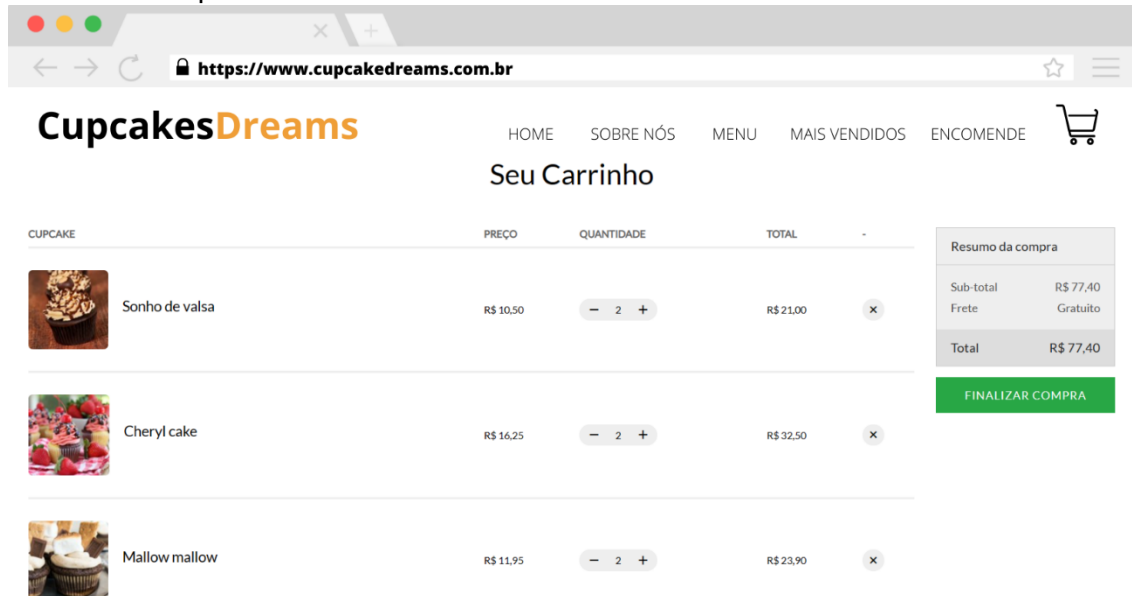 https://www.cupcakedreams.com.br
CupcakesDreams
HOME SOBRE NÓS MENU MAIS VENDIDOS ENCOMENDE
Seu Carrinho
CUPCAKE PREÇO QUANTIDADE TOTAL -
Sonho de valsa R$ 10,50 − 2 + R$ 21,00 ×
Cheryl cake R$ 16,25 − 2 + R$ 32,50 ×
Mallow mallow R$ 11,95 − 2 + R$ 23,90 ×
Resumo da compra
Sub-total R$ 77,40
Frete Gratuito
Total R$ 77,40
FINALIZAR COMPRA